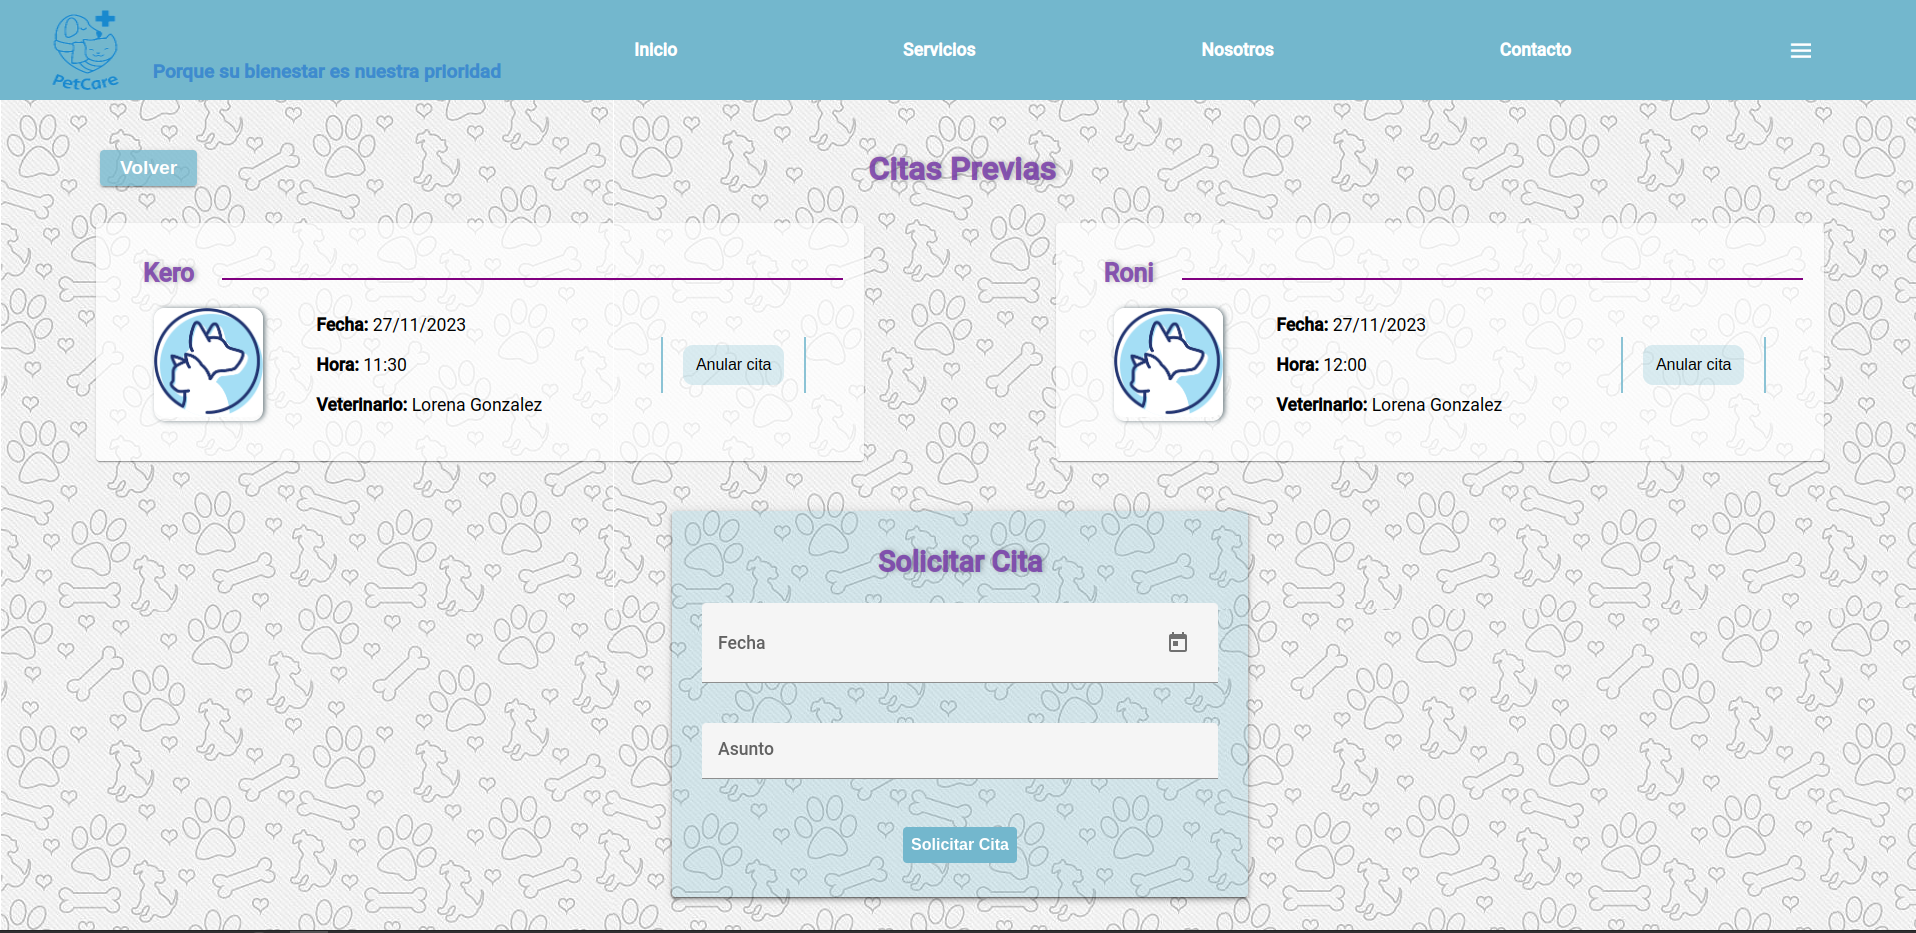 PetCare
Porque su bienestar es nuestra prioridad
Inicio
Servicios
Nosotros
Contacto
Volver
Citas Previas
Kero
Fecha: 27/11/2023
Hora: 11:30
Veterinario: Lorena Gonzalez
Anular cita
Roni
Fecha: 27/11/2023
Hora: 12:00
Veterinario: Lorena Gonzalez
Anular cita
Solicitar Cita
Fecha
Asunto
Solicitar Cita